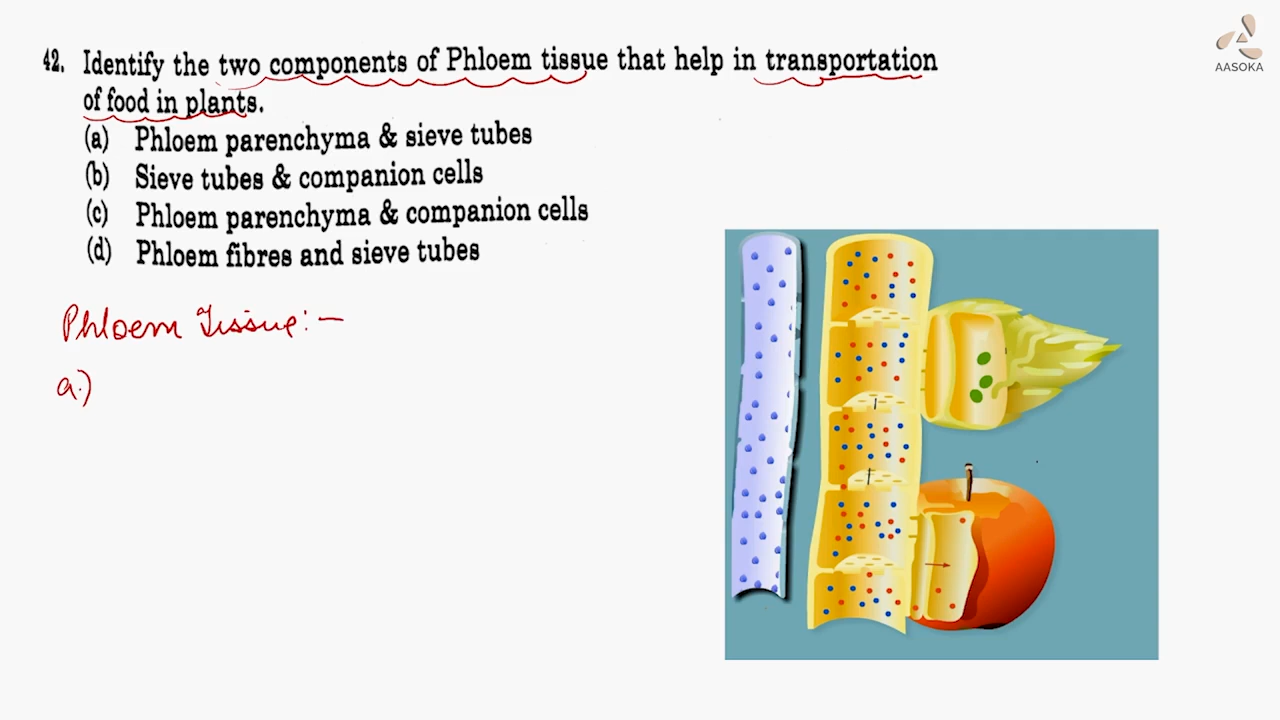 AASOKA
42. Identify the two components of Phloem tissue that help in transportation
of food in plants.
(a) Phloem parenchyma & sieve tubes
(b) Sieve tubes & companion cells
(c) Phloem parenchyma & companion cells
(d) Phloem fibres and sieve tubes
Phloem Tissue:-
a.)